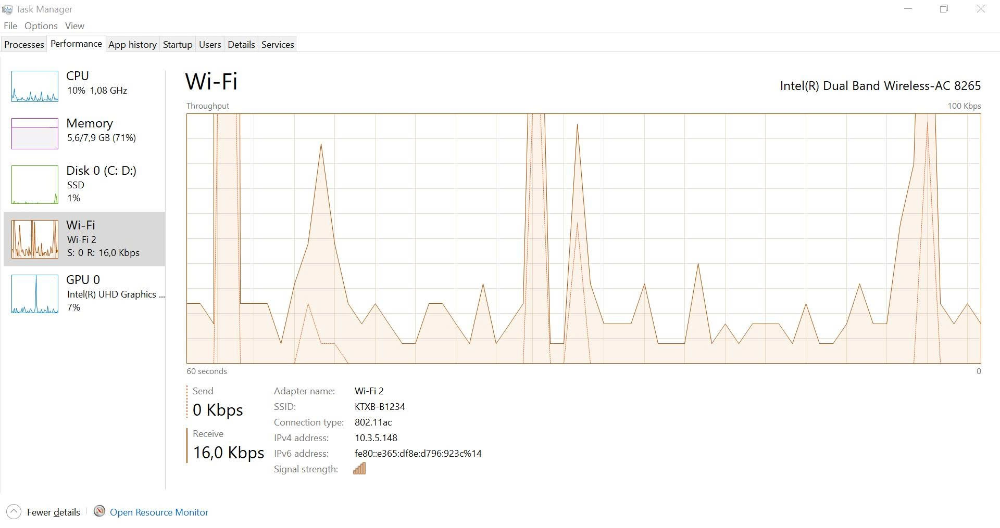 Task Manager
File Options View
Processes Performance App history Startup Users Details Services
CPU
10% 1,08 GHz
Memory
5,6/7,9 GB (71%)
Disk 0 (C: D:)
SSD
1%
Wi-Fi
Wi-Fi 2
S: 0 R: 16,0 Kbps
GPU 0
Intel(R) UHD Graphics ...
7%
Wi-Fi
Intel(R) Dual Band Wireless-AC 8265
Throughput
100 Kbps
60 seconds
0
Send
0 Kbps
Receive
16,0 Kbps
Adapter name: Wi-Fi 2
SSID: KTXB-B1234
Connection type: 802.11ac
IPv4 address: 10.3.5.148
IPv6 address: fe80::e365:df8e:d796:923c%14
Signal strength:
Fewer details
Open Resource Monitor